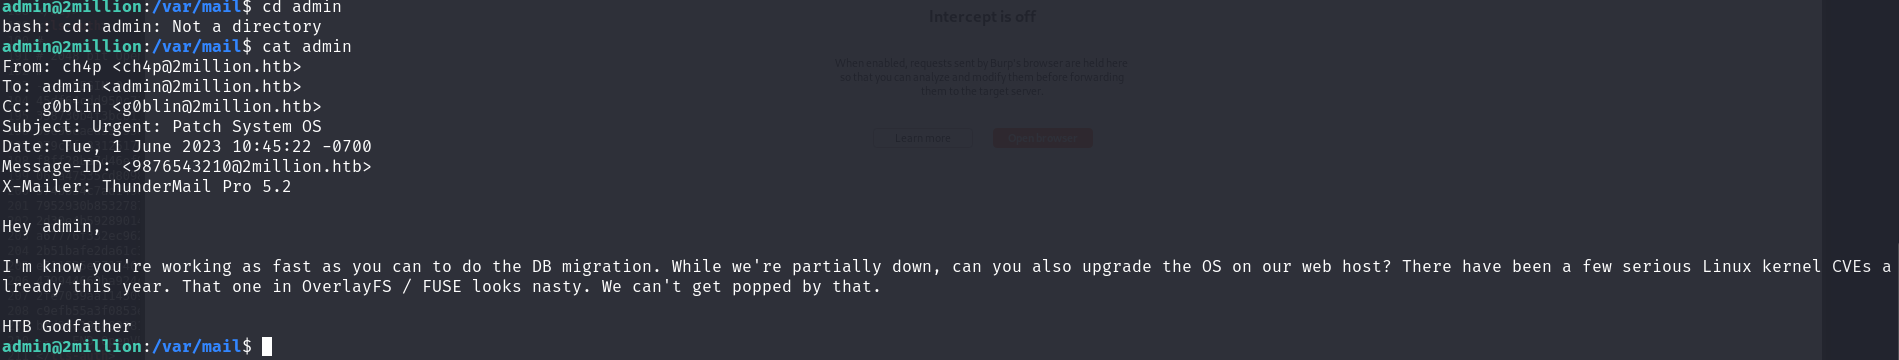 admin@2million:/var/mail$ cd admin
bash: cd: admin: Not a directory
admin@2million:/var/mail$ cat admin
From: ch4p <ch4p@2million.htb>
To: admin <admin@2million.htb>
Cc: g0blin <g0blin@2million.htb>
Subject: Urgent: Patch System OS
Date: Tue, 1 June 2023 10:45:22 -0700
Message-ID: <9876543210@2million.htb>
X-Mailer: ThunderMail Pro 5.2
Hey admin,
I'm know you're working as fast as you can to do the DB migration. While we're partially down, can you also upgrade the OS on our web host? There have been a few serious Linux kernel CVEs a
lready this year. That one in OverlayFS / FUSE looks nasty. We can't get popped by that.
HTB Godfather
admin@2million:/var/mail$
Intercept is off
When enabled, requests sent by Burp's browser are held here
so that you can analyze and modify them before forwarding
them to the target server.
Learn more